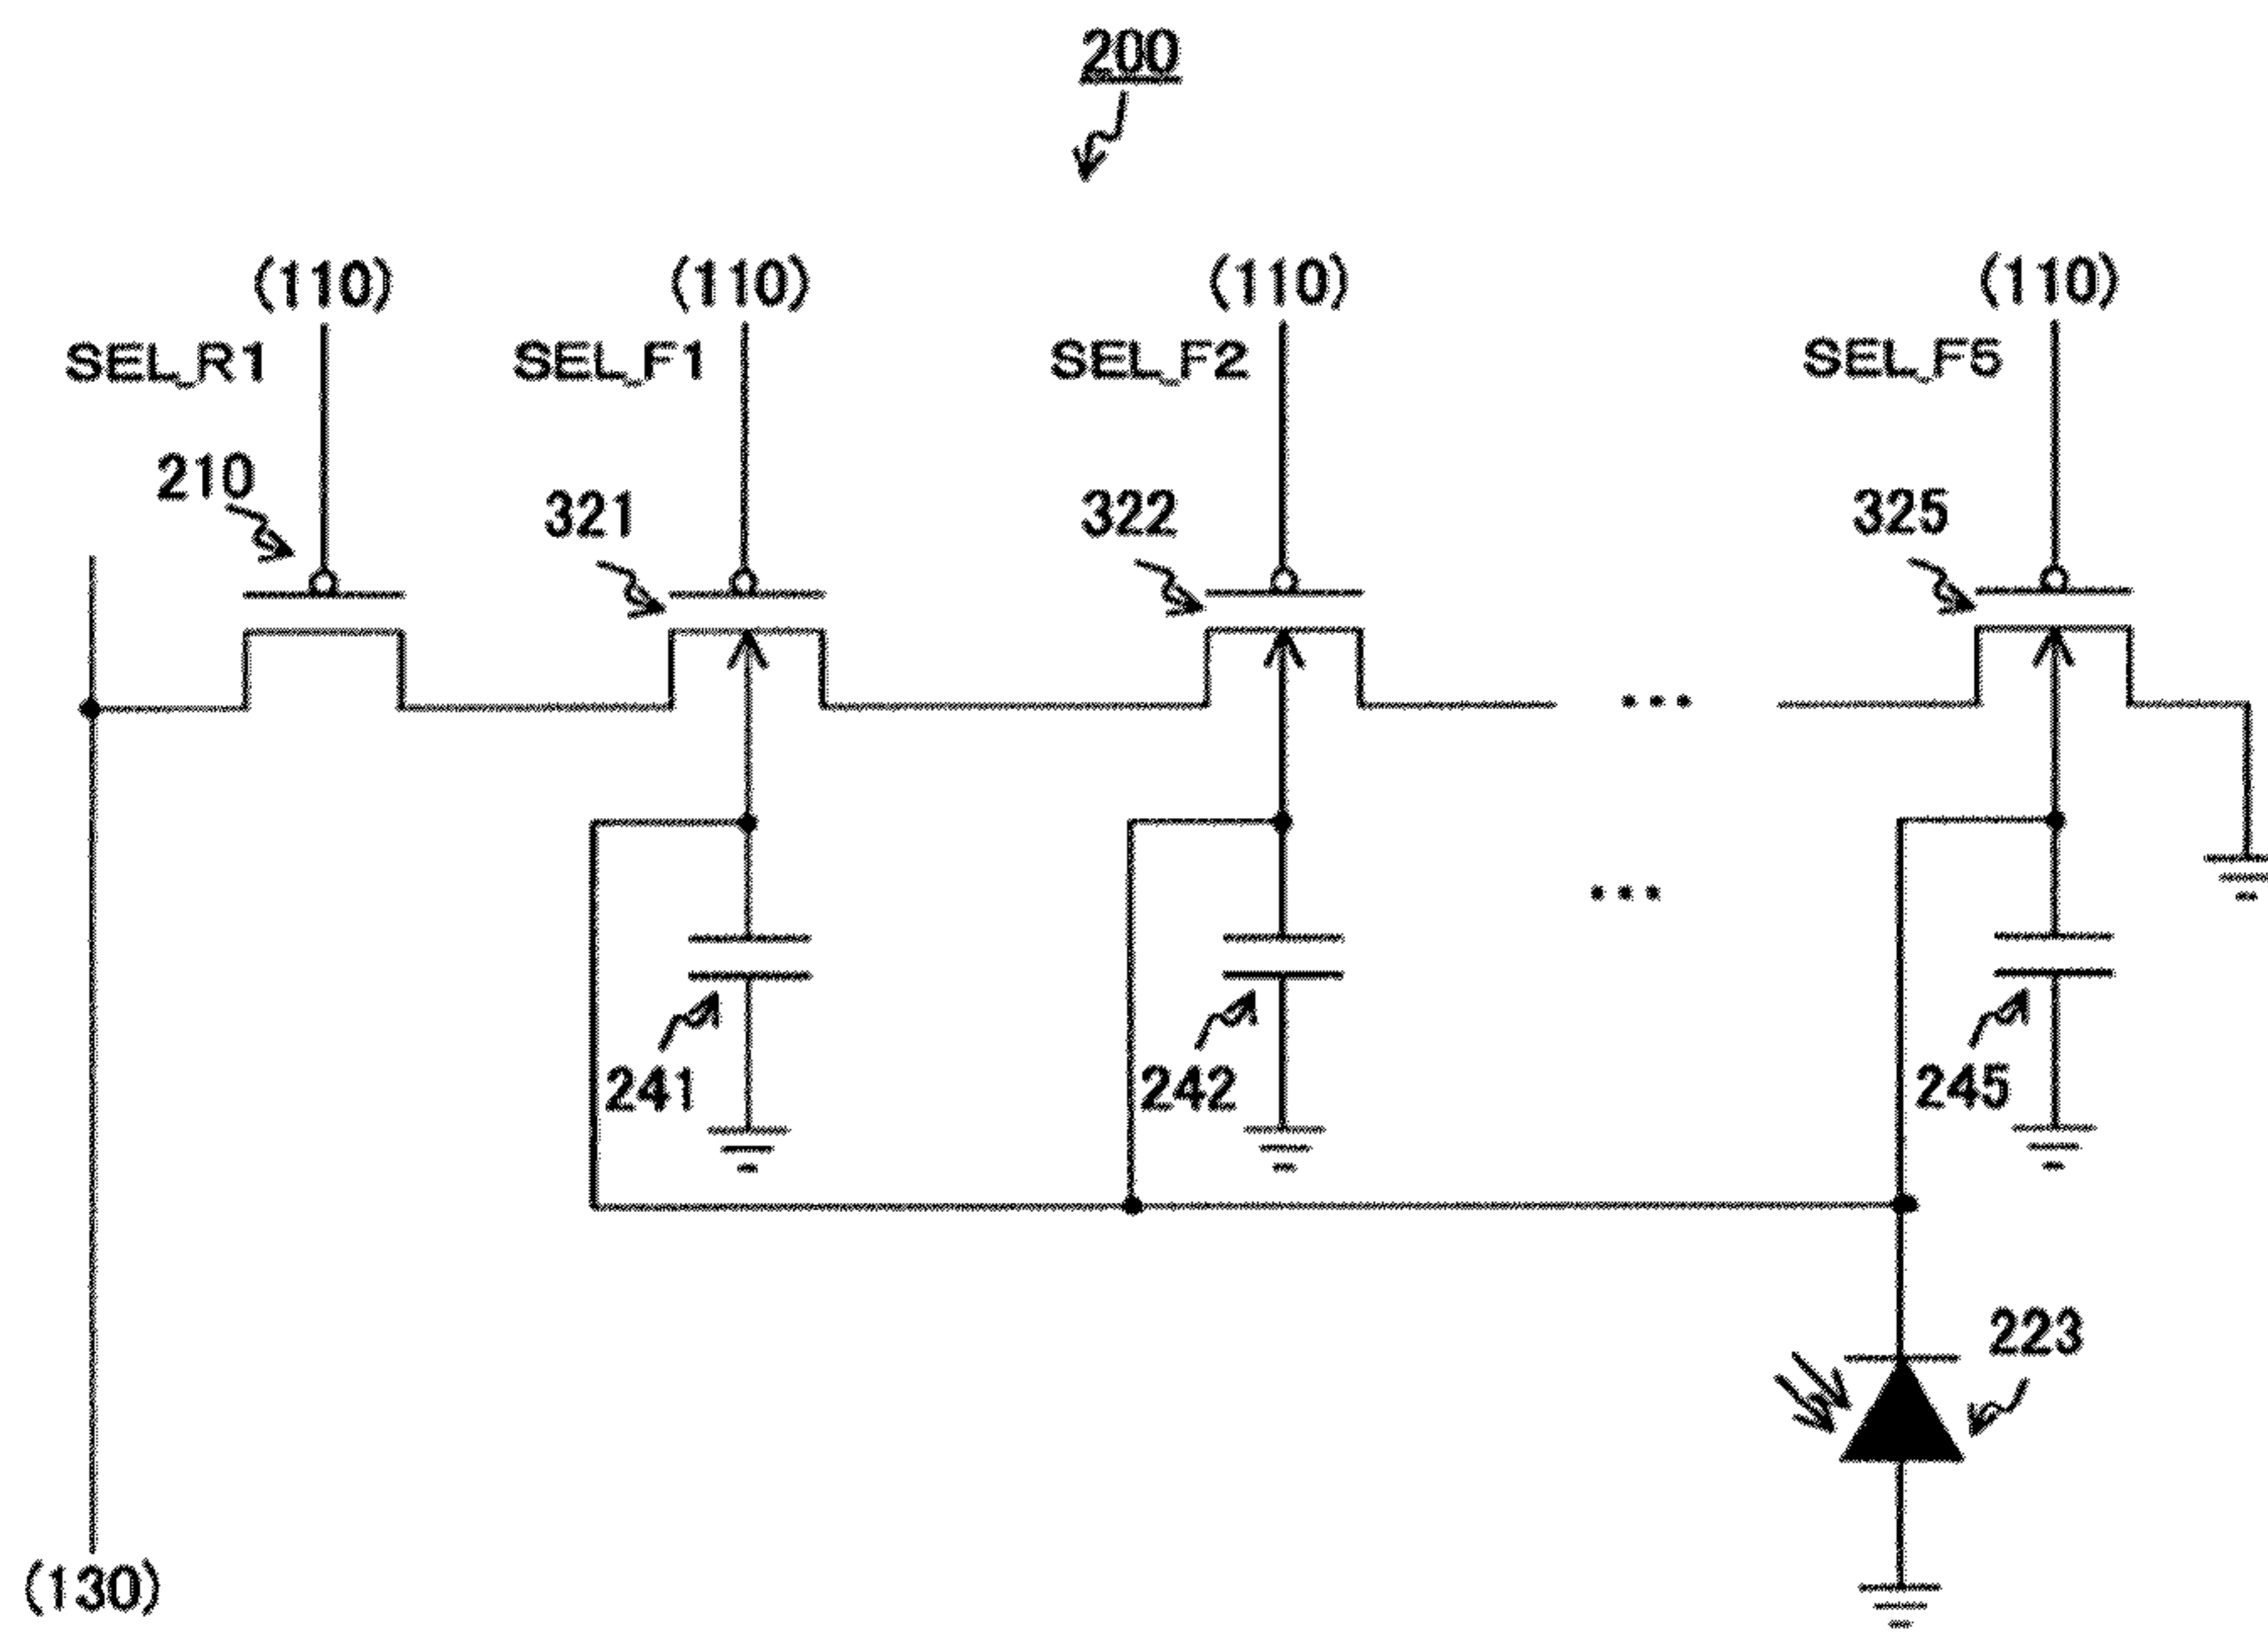 200
(110) (110) (110) (110)
SEL_R1 SEL_F1 SEL_F2 SEL_F5
210 321 322 325
...
...
241 242 245
223
(130)